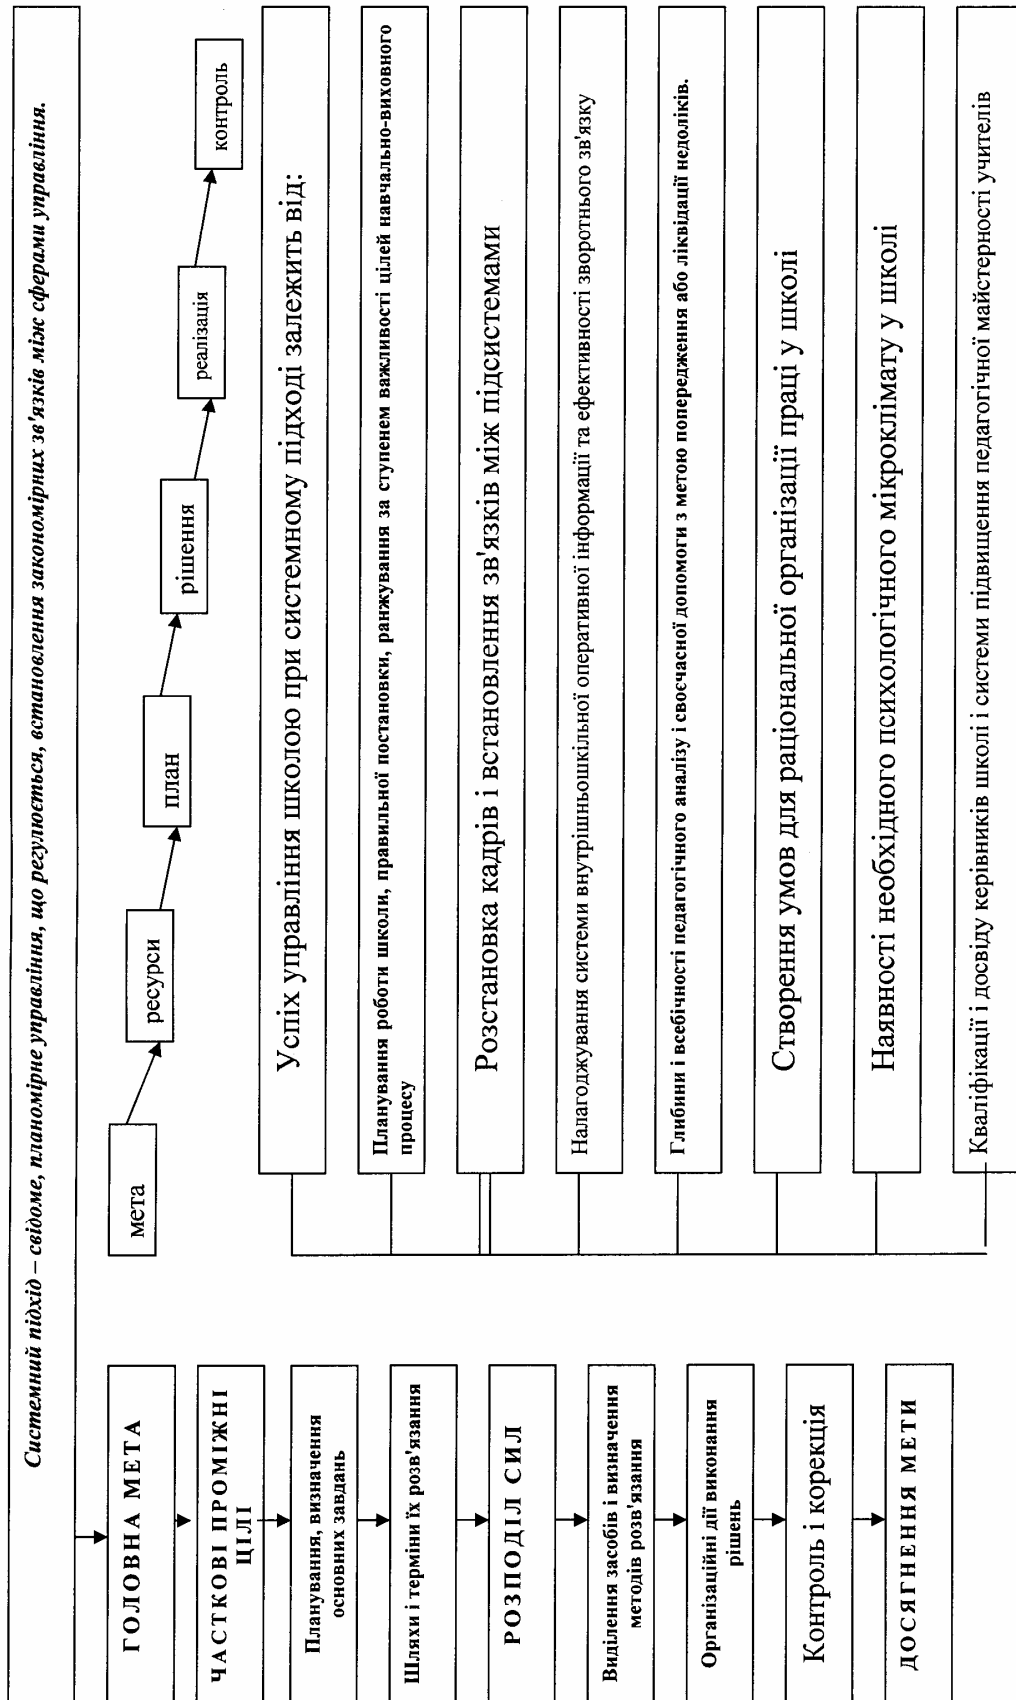 Системний підхід – свідоме, планомірне управління, що регулюється, встановлення закономірних зв'язків між сферами управління.
ГОЛОВНА МЕТА
ЧАСТКОВІ ПРОМІЖНІ
ЦІЛІ
Планування, визначення
основних завдань
Шляхи і терміни їх розв'язання
РОЗПОДІЛ СИЛ
Виділення засобів і визначення
методів розв'язання
Організаційні дії виконання
рішень
Контроль і корекція
ДОСЯГНЕННЯ МЕТИ
мета
ресурси
план
рішення
реалізація
контроль
Успіх управління школою при системному підході залежить від:
Планування роботи школи, правильної постановки, ранжування за ступенем важливості цілей навчально-виховного
процесу
Розстановка кадрів і встановлення зв'язків між підсистемами
Налагоджування системи внутрішньошкільної оперативної інформації та ефективності зворотнього зв'язку
Глибини і всебічності педагогічного аналізу і своєчасної допомоги з метою попередження або ліквідації недоліків.
Створення умов для раціональної організації праці у школі
Наявності необхідного психологічного мікроклімату у школі
Кваліфікації і досвіду керівників школі і системи підвищення педагогічної майстерності учителів